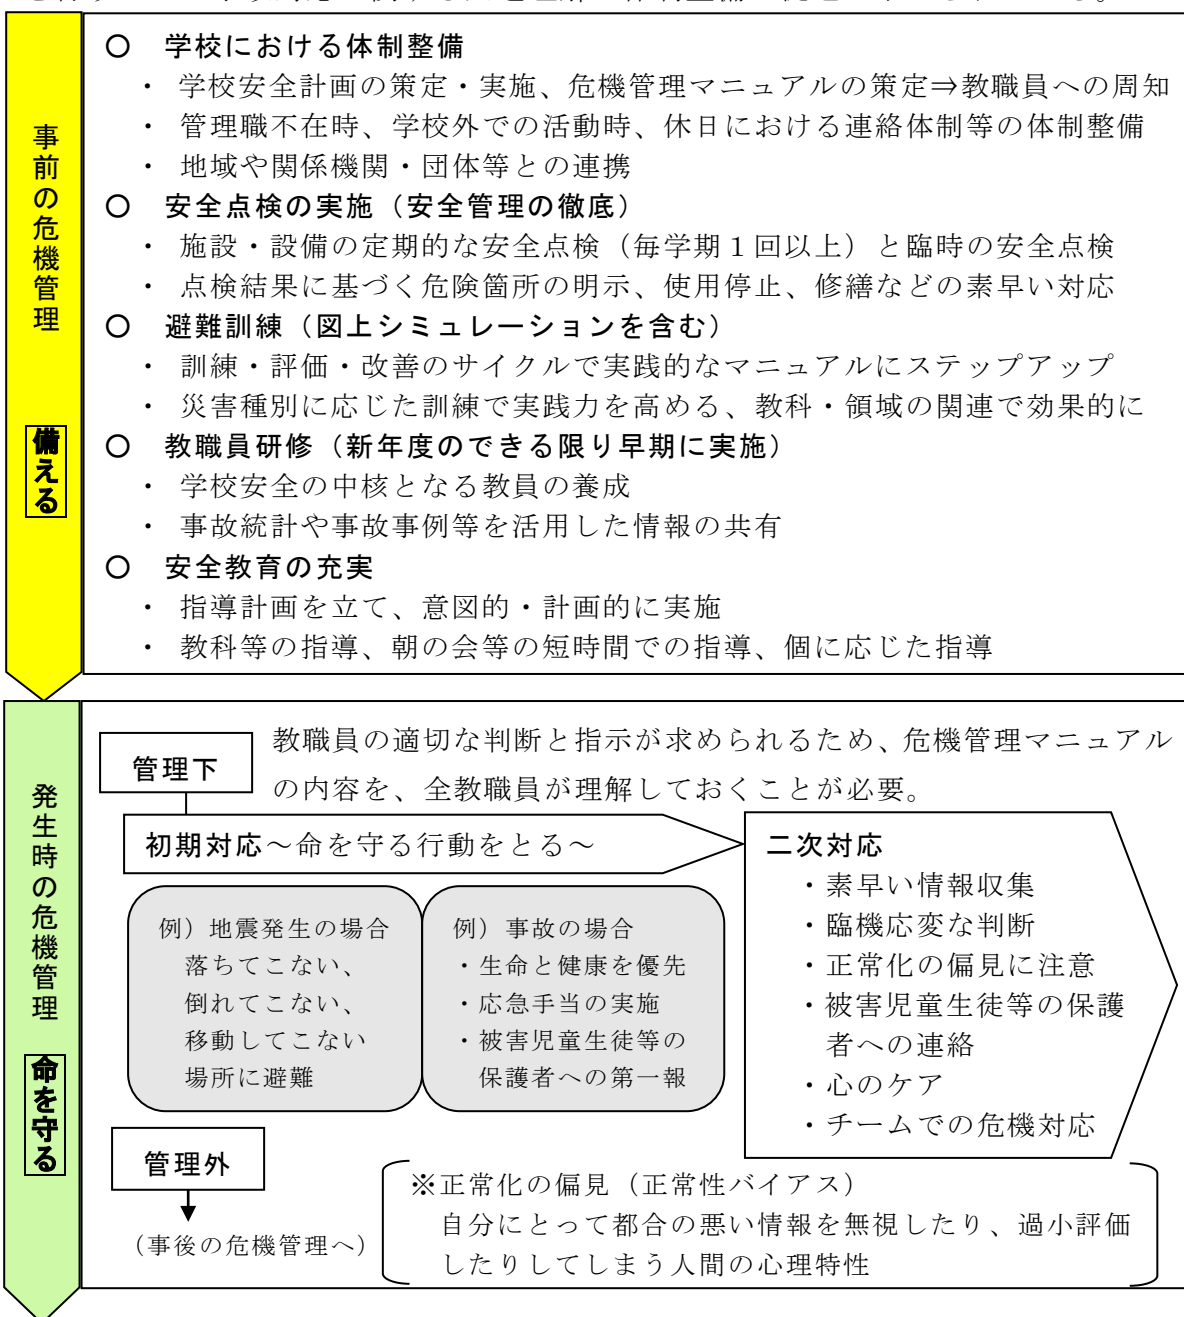 事前の危機管理
備える
○ 学校における体制整備
・ 学校安全計画の策定・実施、危機管理マニュアルの策定⇒教職員への周知
・ 管理職不在時、学校外での活動時、休日における連絡体制等の体制整備
・ 地域や関係機関・団体等との連携
○ 安全点検の実施（安全管理の徹底）
・ 施設・設備の定期的な安全点検（毎学期１回以上）と臨時の安全点検
・ 点検結果に基づく危険箇所の明示、使用停止、修繕などの素早い対応
○ 避難訓練（図上シミュレーションを含む）
・ 訓練・評価・改善のサイクルで実践的なマニュアルにステップアップ
・ 災害種別に応じた訓練で実践力を高める、教科・領域の関連で効果的に
○ 教職員研修（新年度のできる限り早期に実施）
・ 学校安全の中核となる教員の養成
・ 事故統計や事故事例等を活用した情報の共有
○ 安全教育の充実
・ 指導計画を立て、意図的・計画的に実施
・ 教科等の指導、朝の会等の短時間での指導、個に応じた指導
発生時の危機管理
命を守る
管理下
教職員の適切な判断と指示が求められるため、危機管理マニュアル
の内容を、全教職員が理解しておくことが必要。
初期対応～命を守る行動をとる～
例）地震発生の場合
落ちてこない、
倒れてこない、
移動してこない
場所に避難
例）事故の場合
・生命と健康を優先
・応急手当の実施
・被害児童生徒等の
保護者への第一報
二次対応
・素早い情報収集
・臨機応変な判断
・正常化の偏見に注意
・被害児童生徒等の保護
者への連絡
・心のケア
・チームでの危機対応
管理外
（事後の危機管理へ）
※正常化の偏見（正常性バイアス）
自分にとって都合の悪い情報を無視したり、過小評価
したりしてしまう人間の心理特性